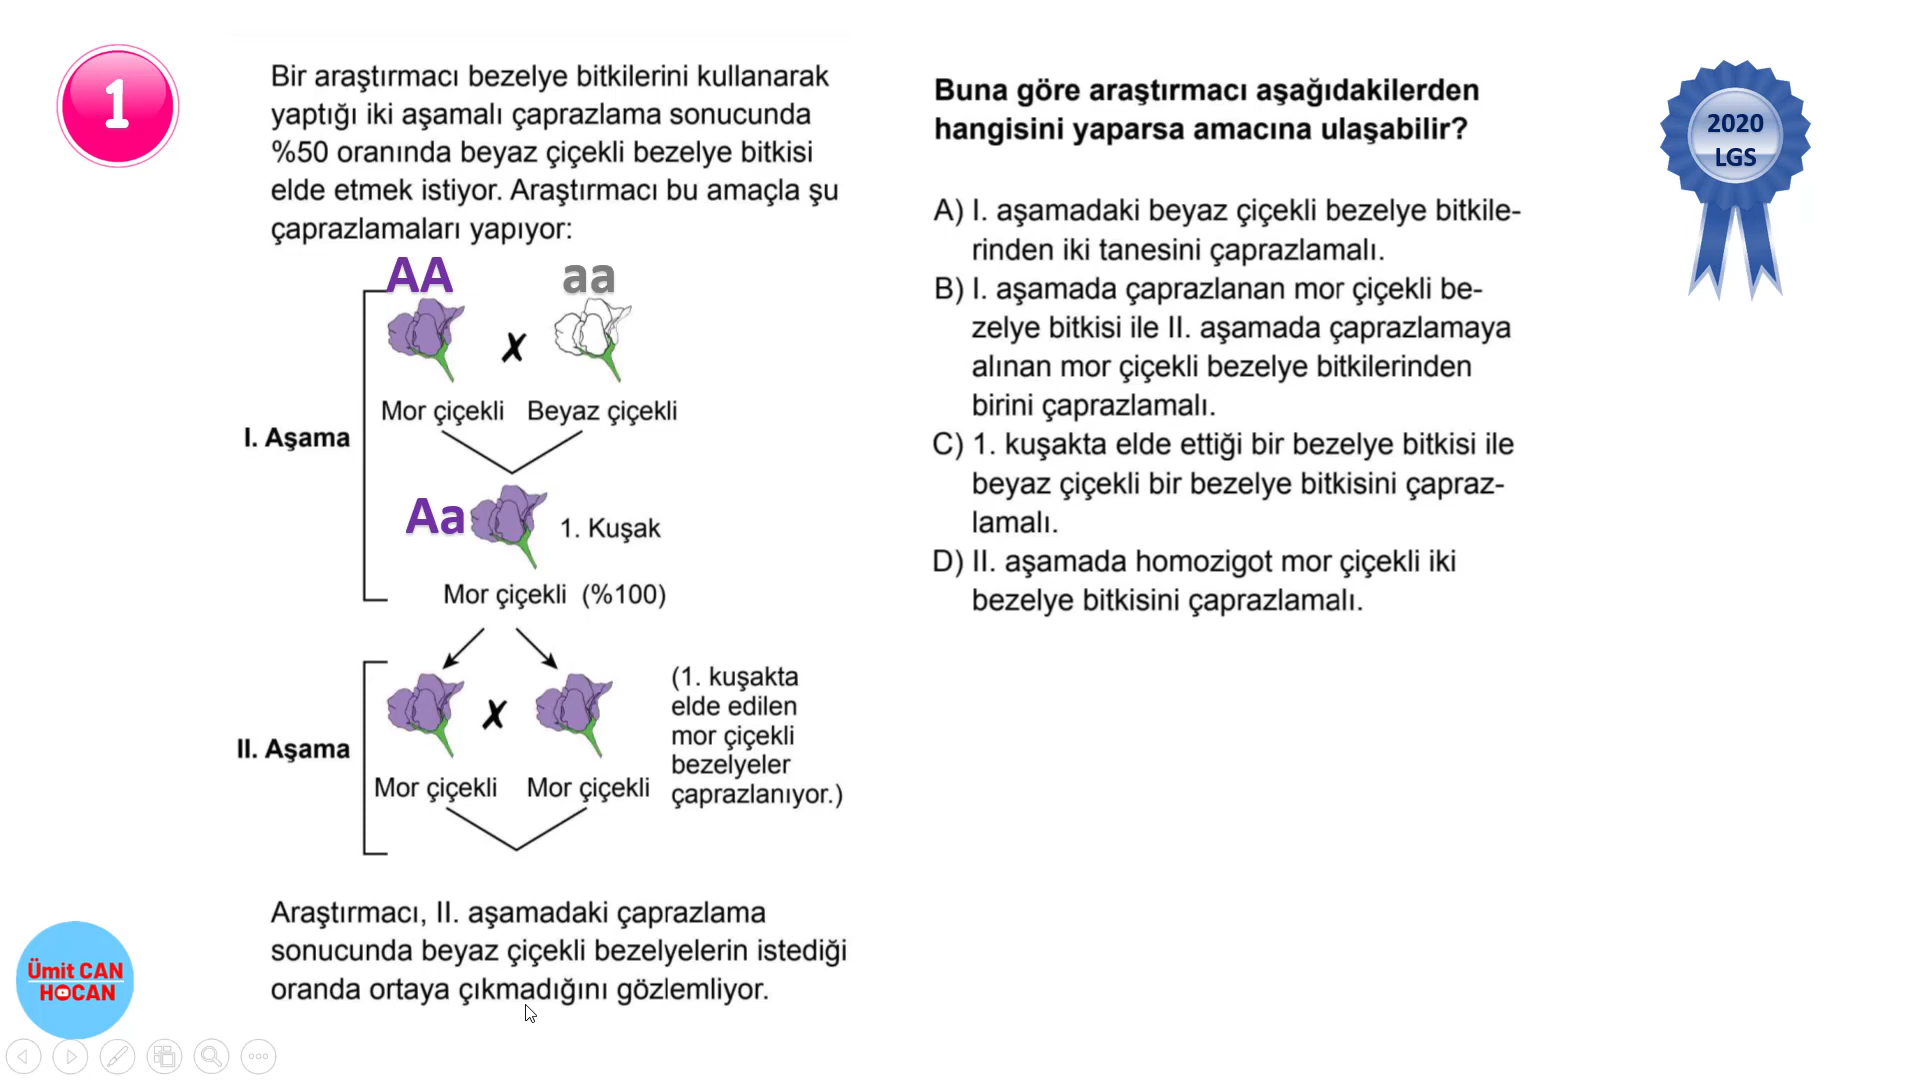 1
Bir araştırmacı bezelye bitkilerini kullanarak
yaptığı iki aşamalı çaprazlama sonucunda
%50 oranında beyaz çiçekli bezelye bitkisi
elde etmek istiyor. Araştırmacı bu amaçla şu
çaprazlamaları yapıyor:
AA aa
X
Mor çiçekli Beyaz çiçekli
I. Aşama
Aa 1. Kuşak
Mor çiçekli (%100)
X
II. Aşama
Mor çiçekli Mor çiçekli
(1. kuşakta
elde edilen
mor çiçekli
bezelyeler
çaprazlanıyor.)
Araştırmacı, II. aşamadaki çaprazlama
sonucunda beyaz çiçekli bezelyelerin istediği
oranda ortaya çıkmadığını gözlemliyor.
Buna göre araştırmacı aşağıdakilerden
hangisini yaparsa amacına ulaşabilir?
A) I. aşamadaki beyaz çiçekli bezelye bitkile-
rinden iki tanesini çaprazlamalı.
B) I. aşamada çaprazlanan mor çiçekli be-
zelye bitkisi ile II. aşamada çaprazlamaya
alınan mor çiçekli bezelye bitkilerinden
birini çaprazlamalı.
C) 1. kuşakta elde ettiği bir bezelye bitkisi ile
beyaz çiçekli bir bezelye bitkisini çapraz-
lamalı.
D) II. aşamada homozigot mor çiçekli iki
bezelye bitkisini çaprazlamalı.
2020
LGS
Ümit CAN
HOCAN